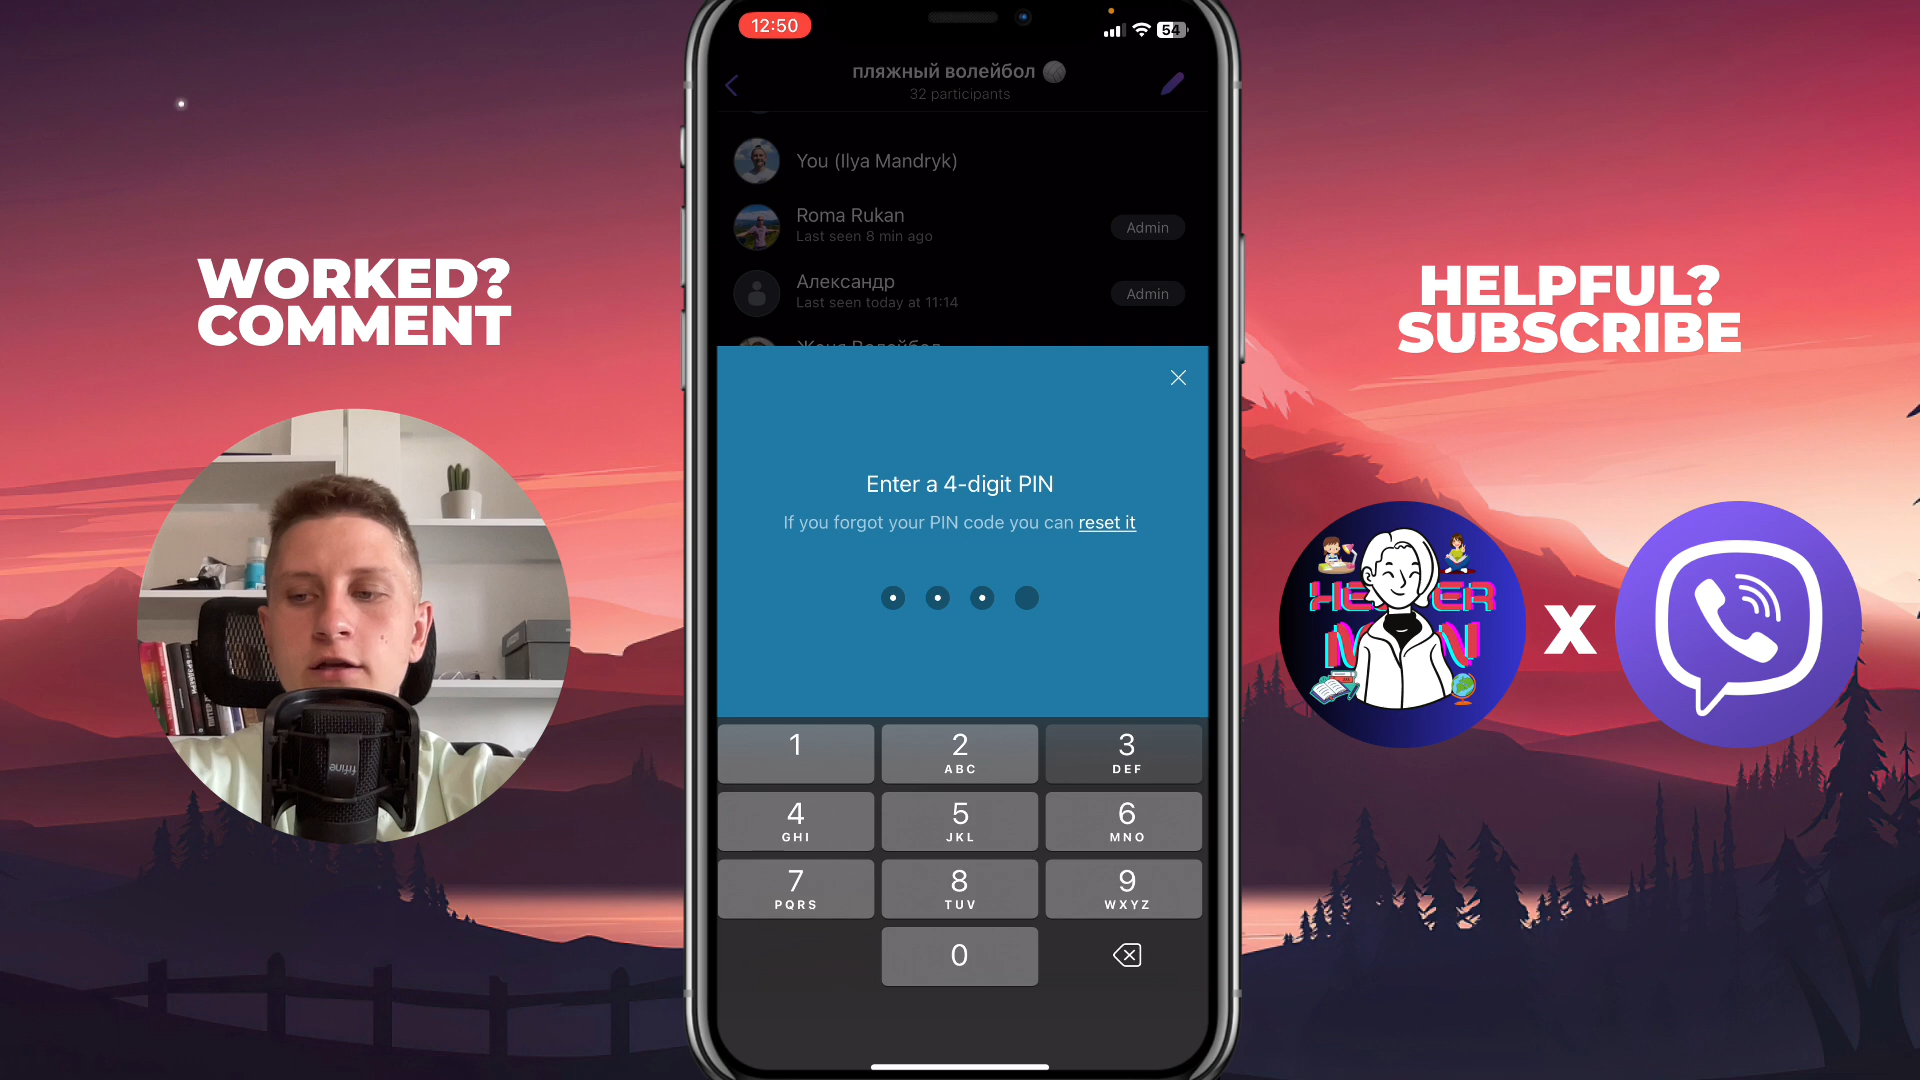 12:50
54
пляжный волейбол
32 participants
You (Ilya Mandryk)
Roma Rukan
Last seen 8 min ago
Admin
Александр
Last seen today at 11:14
Admin
Женя Волейбол
Enter a 4-digit PIN
If you forgot your PIN code you can reset it
1
2
ABC
3
DEF
4
GHI
5
JKL
6
MNO
7
PQRS
8
TUV
9
WXYZ
0
WORKED?
COMMENT
fifine
HELPFUL?
SUBSCRIBE
X